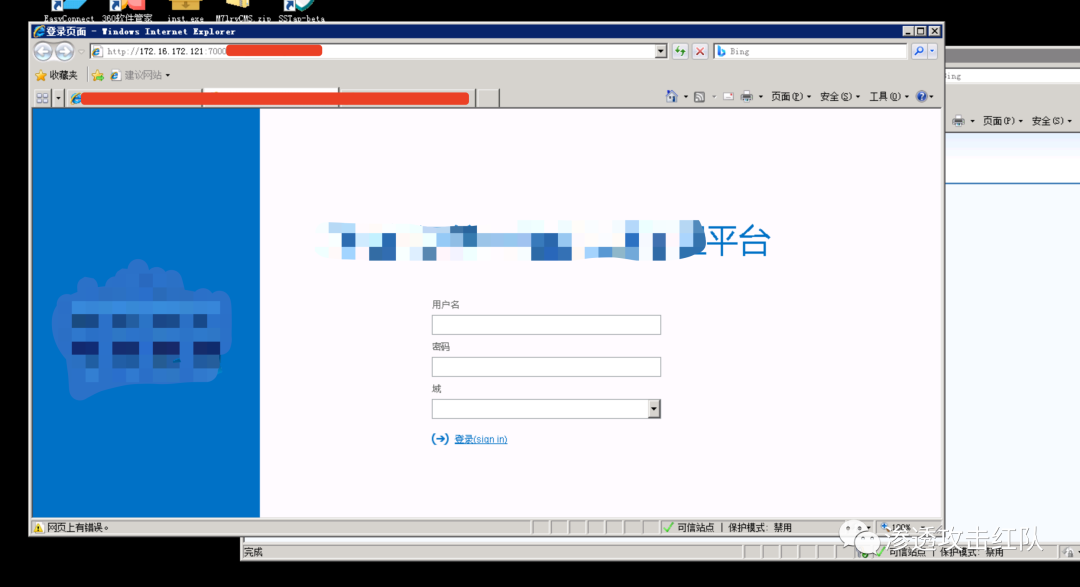 EasyConnect 360软件管家 inst.exe M7lrvCMS.zip SSTap-beta
登录页面 - Windows Internet Explorer
http://172.16.172.121:7000
Bing
收藏夹 建议网站
页面(P) 安全(S) 工具(O)
页面(P) 安全(S)
平台
用户名
密码
域
登录(sign in)
网页上有错误。
可信站点 | 保护模式: 禁用
100%
完成
可信站点 | 保护模式: 禁用
渗透攻击红队